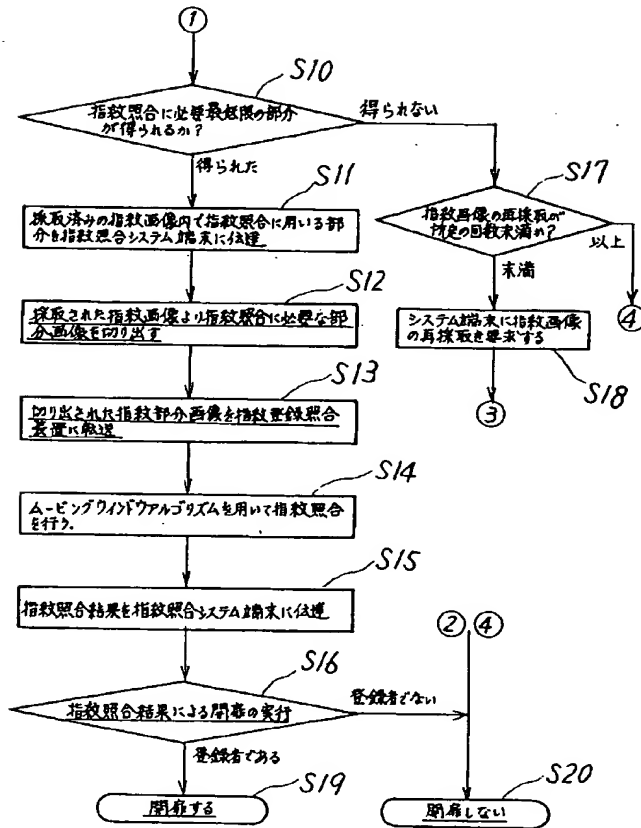 ①
S10
指紋照合に必要最低限の部分
が得られるか？
得られない
得られた
S11
採取済みの指紋画像内で指紋照合に用いる部
分を指紋照合システム端末に伝達
S17
指紋画像の再採取が
所定の回数未満か？
以上
未満
④
S12
採取された指紋画像より指紋照合に必要な部
分画像を切り出す
システム端末に指紋画像
の再採取を要求する
S18
③
S13
切り出された指紋部分画像を指紋登録照合
装置に転送
S14
ムービングウインドウアルゴリズムを用いて指紋照合
を行う。
S15
指紋照合結果を指紋照合システム端末に伝達
② ④
S16
指紋照合結果による開扉の実行
登録者でない
登録者である
S19
開扉する
S20
開扉しない